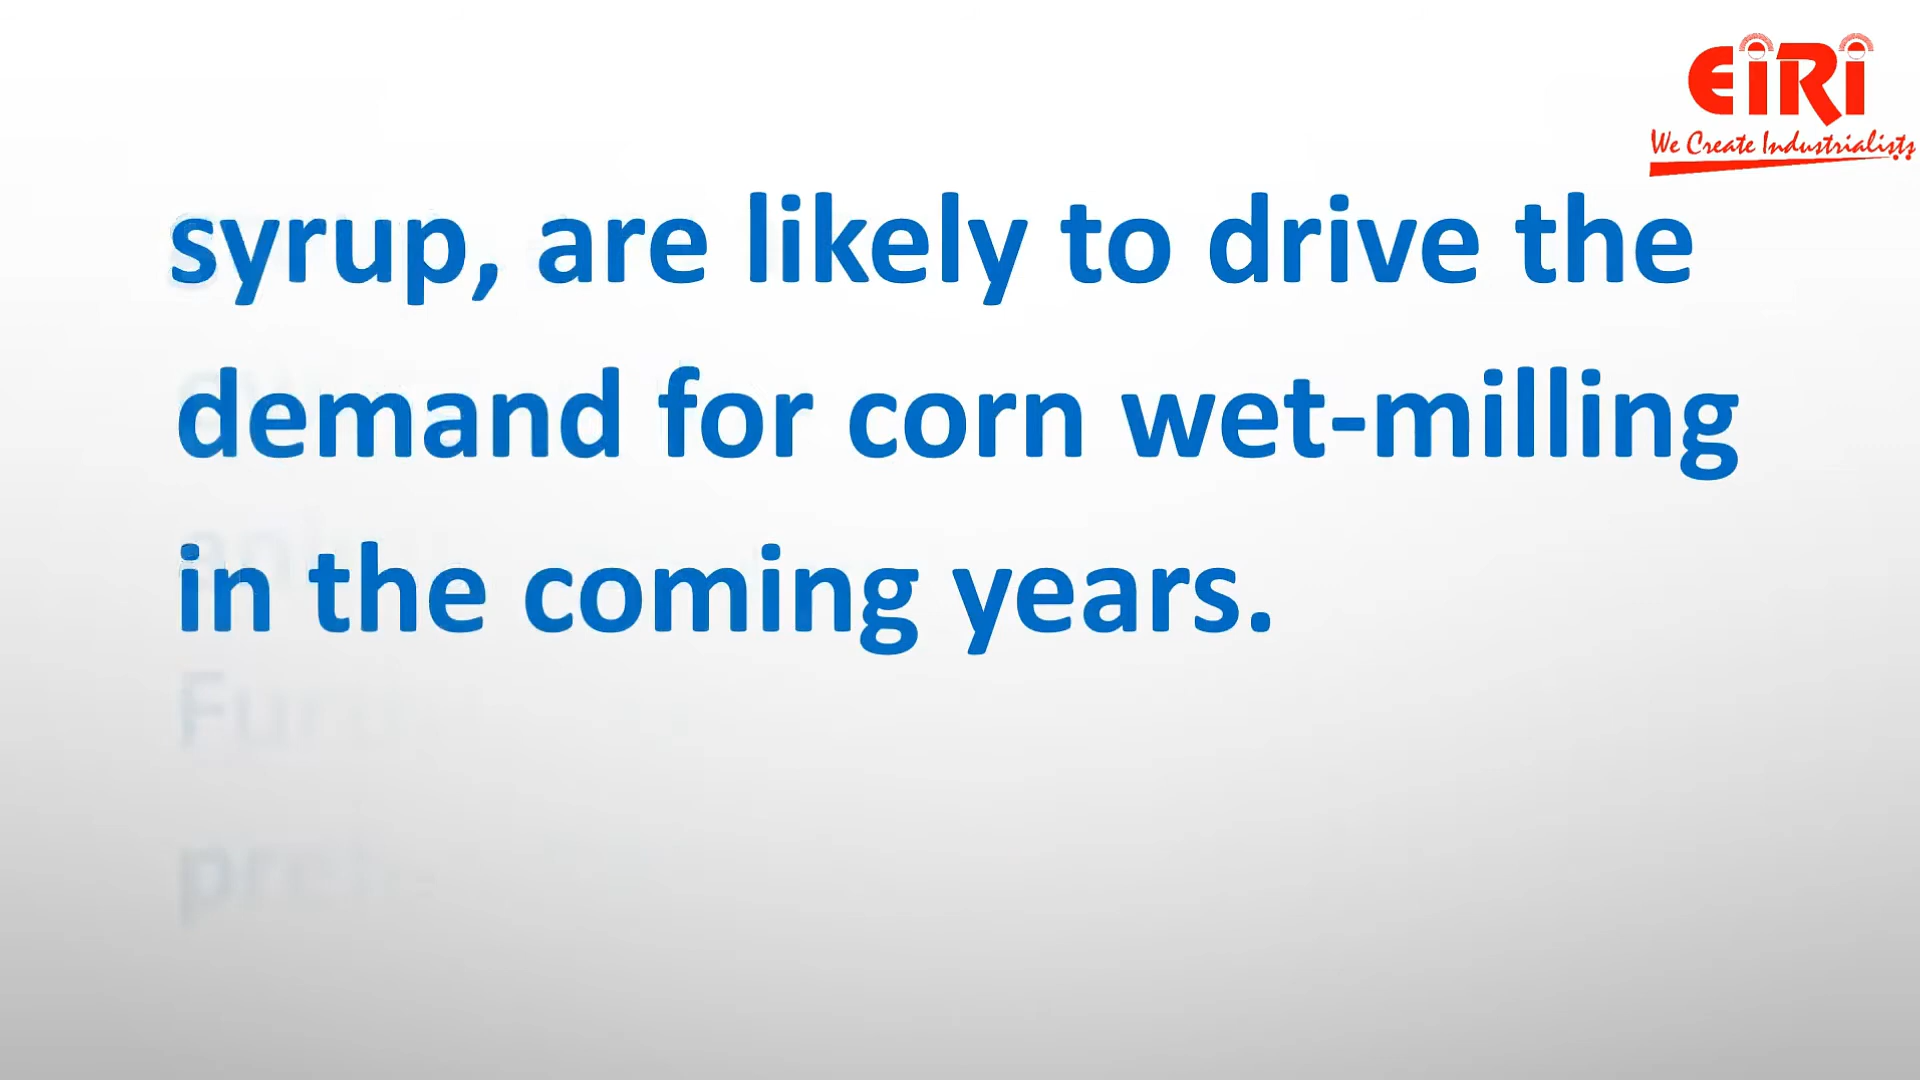 EiRi
We Create Industrialists
syrup, are likely to drive the
demand for corn wet-milling
in the coming years.